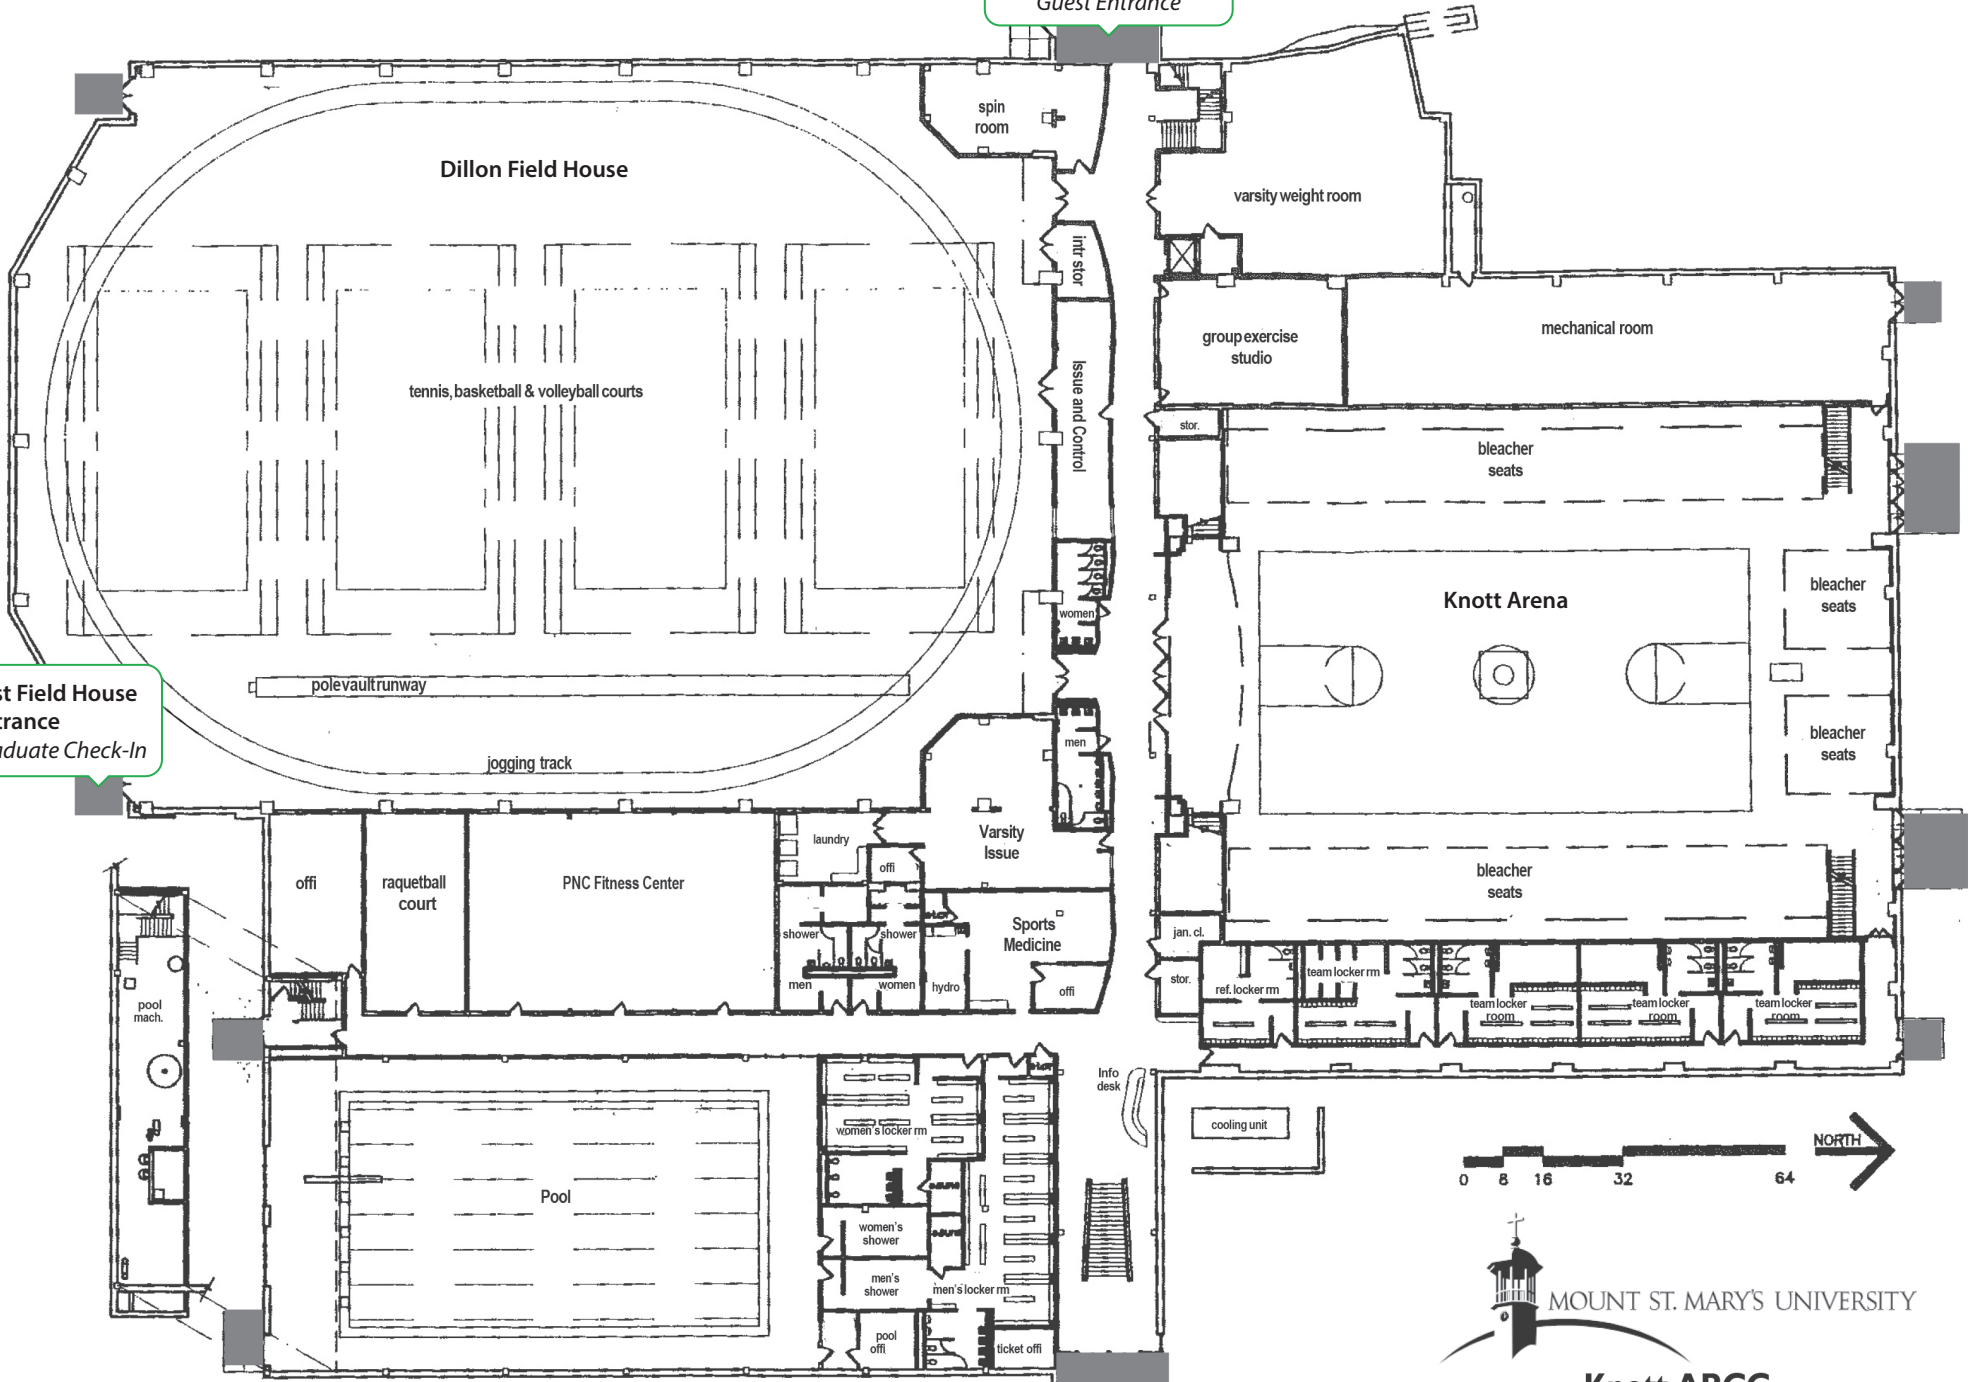 Guest Entrance
spin
room
Dillon Field House
varsity weight room
intr stor
group exercise
studio
mechanical room
tennis, basketball & volleyball courts
Issue and Control
stor.
bleacher
seats
bleacher
seats
Knott Arena
women
Field House
Check-In
pole vault runway
men
bleacher
seats
jogging track
laundry
Varsity
Issue
offi
offi
raquetball
court
PNC Fitness Center
bleacher
seats
shower
shower
Sports
Medicine
jan. cl.
men
women
hydro
offi
stor.
ref. locker rm
team locker rm
team locker
room
team locker
room
team locker
room
pool
mach.
Info
desk
women's locker rm
cooling unit
NORTH
0 8 16 32 64
Pool
women's
shower
men's
shower
men's locker rm
pool
offi
ticket offi
MOUNT ST. MARY'S UNIVERSITY
Knott ARCC